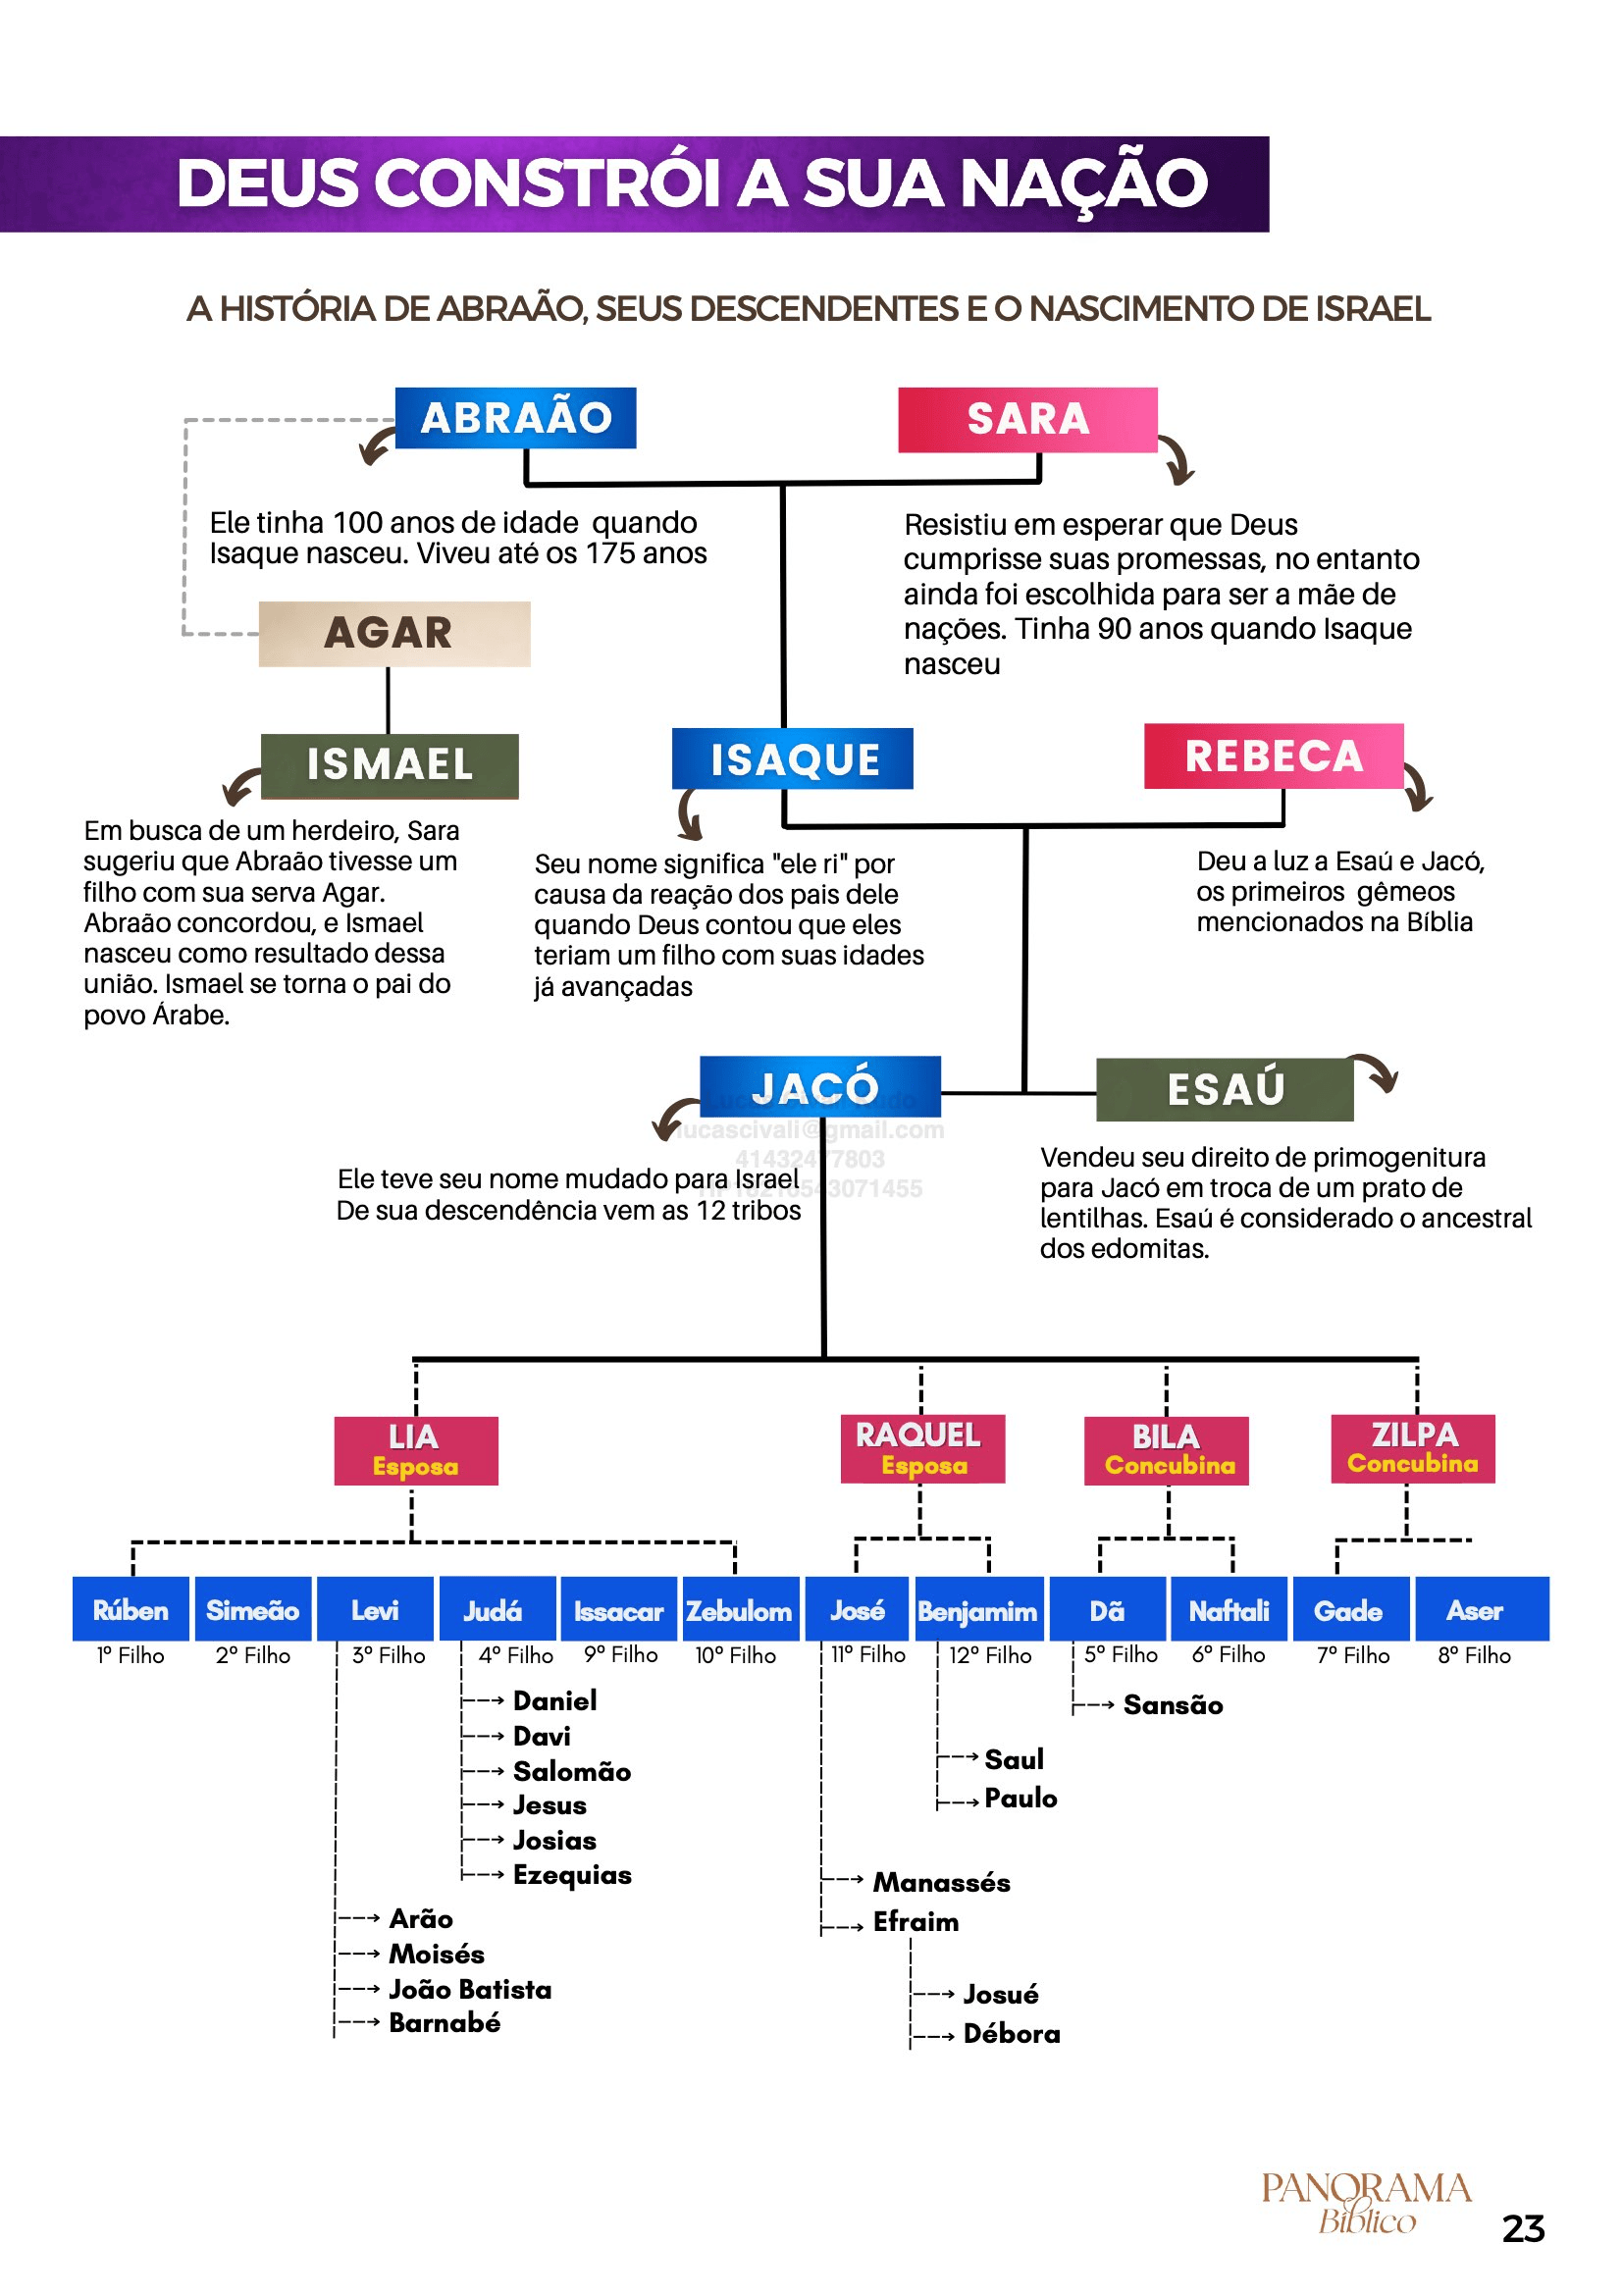 DEUS CONSTRÓI A SUA NAÇÃO
A HISTÓRIA DE ABRAÃO, SEUS DESCENDENTES E O NASCIMENTO DE ISRAEL
ABRAÃO
SARA
Ele tinha 100 anos de idade quando
Isaque nasceu. Viveu até os 175 anos
Resistiu em esperar que Deus
cumprisse suas promessas, no entanto
ainda foi escolhida para ser a mãe de
nações. Tinha 90 anos quando Isaque
nasceu
AGAR
ISMAEL
ISAQUE
REBECA
Em busca de um herdeiro, Sara
sugeriu que Abraão tivesse um
filho com sua serva Agar.
Abraão concordou, e Ismael
nasceu como resultado dessa
união. Ismael se torna o pai do
povo Árabe.
Seu nome significa "ele ri" por
causa da reação dos pais dele
quando Deus contou que eles
teriam um filho com suas idades
já avançadas
Deu a luz a Esaú e Jacó,
os primeiros gêmeos
mencionados na Bíblia
JACÓ
ESAÚ
lucascivali@gmail.com
Ele teve seu nome mudado para Israel
De sua descendência vem as 12 tribos
Vendeu seu direito de primogenitura
para Jacó em troca de um prato de
lentilhas. Esaú é considerado o ancestral
dos edomitas.
LIA
Esposa
RAQUEL
Esposa
BILA
Concubina
ZILPA
Concubina
Rúben Simeão Levi Judá Issacar Zebulom José Benjamim Dã Naftali Gade Aser
1º Filho 2º Filho 3º Filho 4º Filho 9º Filho 10º Filho 11º Filho 12º Filho 5º Filho 6º Filho 7º Filho 8º Filho
Daniel
Davi
Salomão
Jesus
Josias
Ezequias
Arão
Moisés
João Batista
Barnabé
Sansão
Saul
Paulo
Manassés
Efraim
Josué
Débora
PANORAMA
Bíblico
23